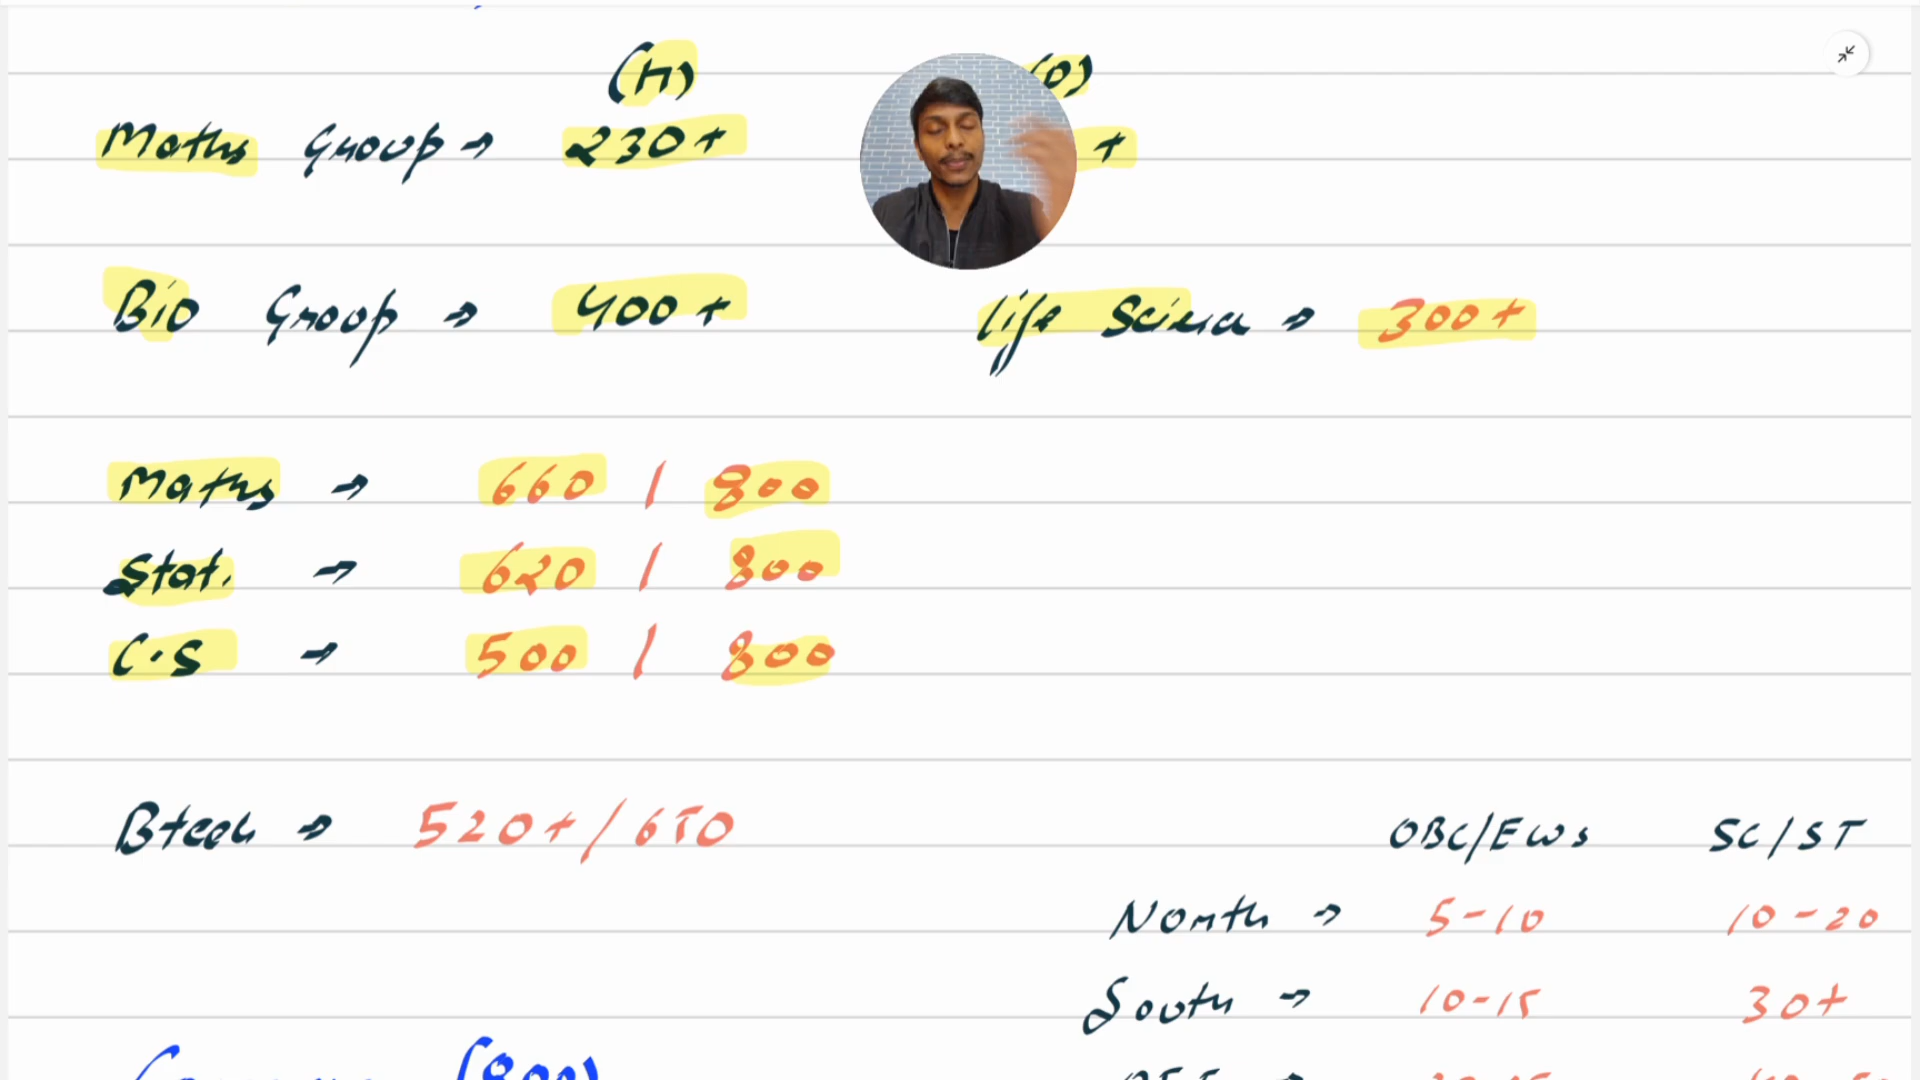 (H) (O)
Maths Group → 230+ +
Bio Group → 400+ Life Science → 300+
Maths → 660 / 800
Stat. → 620 / 800
C.S → 500 / 800
Btech → 520+ / 650 OBC/EWS SC/ST
North → 5-10 10-20
South → 10-15 30+
(800)